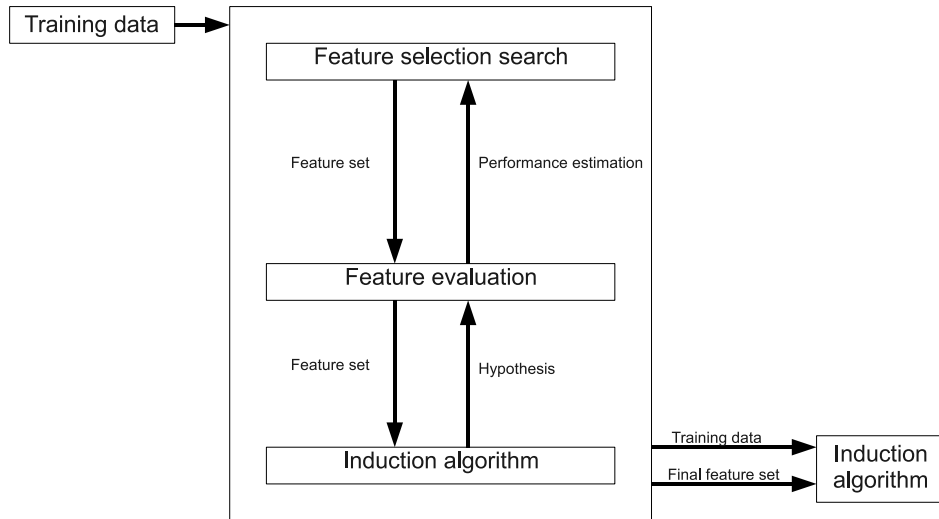 Training data
Feature selection search
Feature set
Performance estimation
Feature evaluation
Feature set
Hypothesis
Induction algorithm
Training data
Final feature set
Induction
algorithm